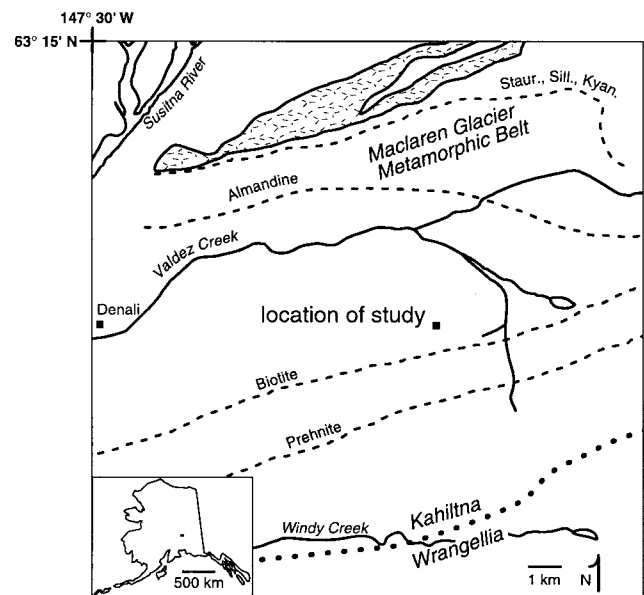 147° 30' W
63° 15' N
Susitna River
Staur., Sill., Kyan.
Maclaren Glacier
Metamorphic Belt
Almandine
Valdez Creek
Denali
location of study
Biotite
Prehnite
Kahiltna
Windy Creek
Wrangellia
500 km
1 km
N